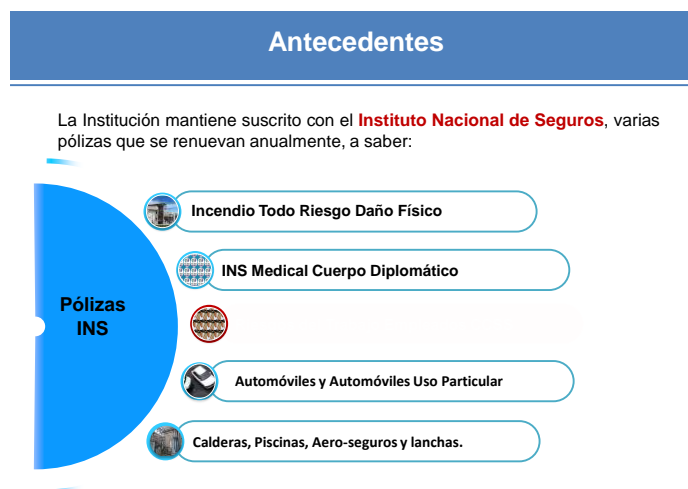 Antecedentes
La Institución mantiene suscrito con el Instituto Nacional de Seguros, varias
pólizas que se renuevan anualmente, a saber:
Incendio Todo Riesgo Daño Físico
INS Medical Cuerpo Diplomático
Pólizas
INS
Automóviles y Automóviles Uso Particular
Calderas, Piscinas, Aero-seguros y lanchas.